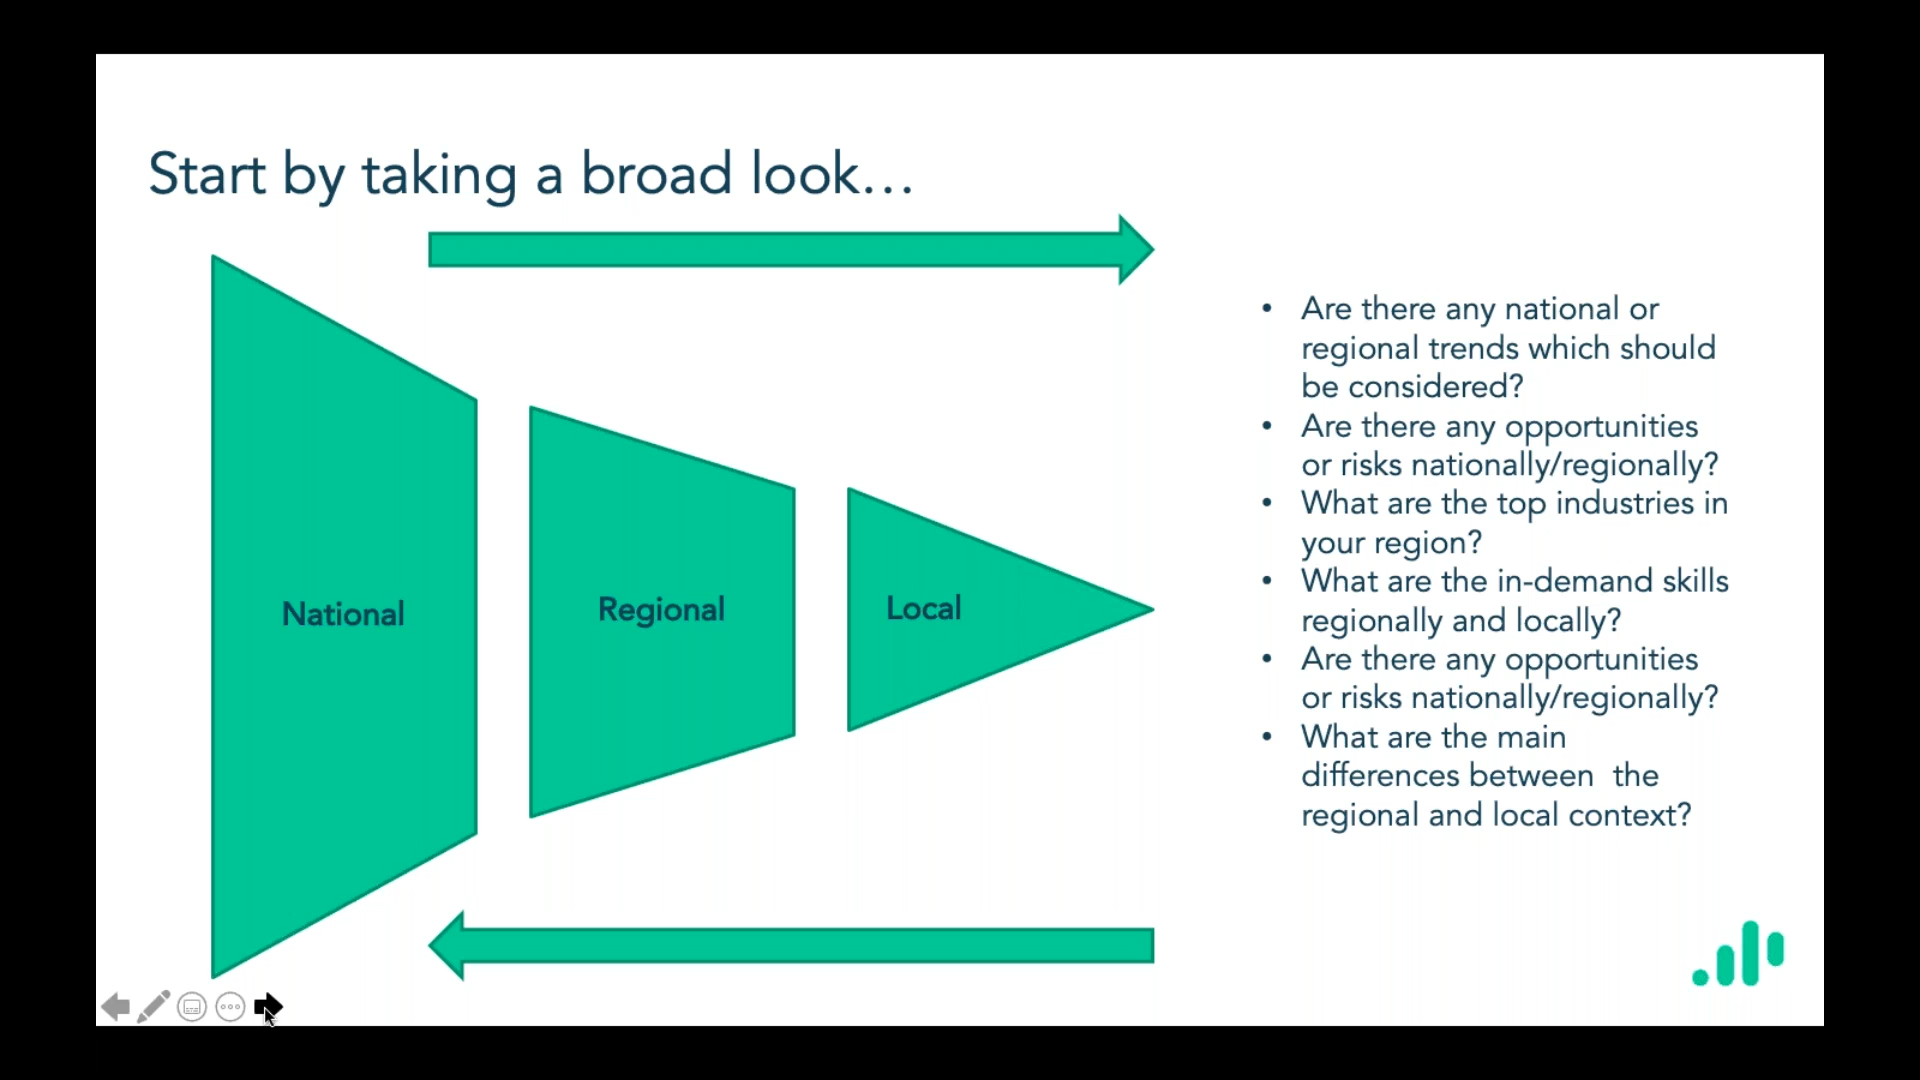 Start by taking a broad look...
National
Regional
Local
• Are there any national or
regional trends which should
be considered?
• Are there any opportunities
or risks nationally/regionally?
• What are the top industries in
your region?
• What are the in-demand skills
regionally and locally?
• Are there any opportunities
or risks nationally/regionally?
• What are the main
differences between  the
regional and local context?